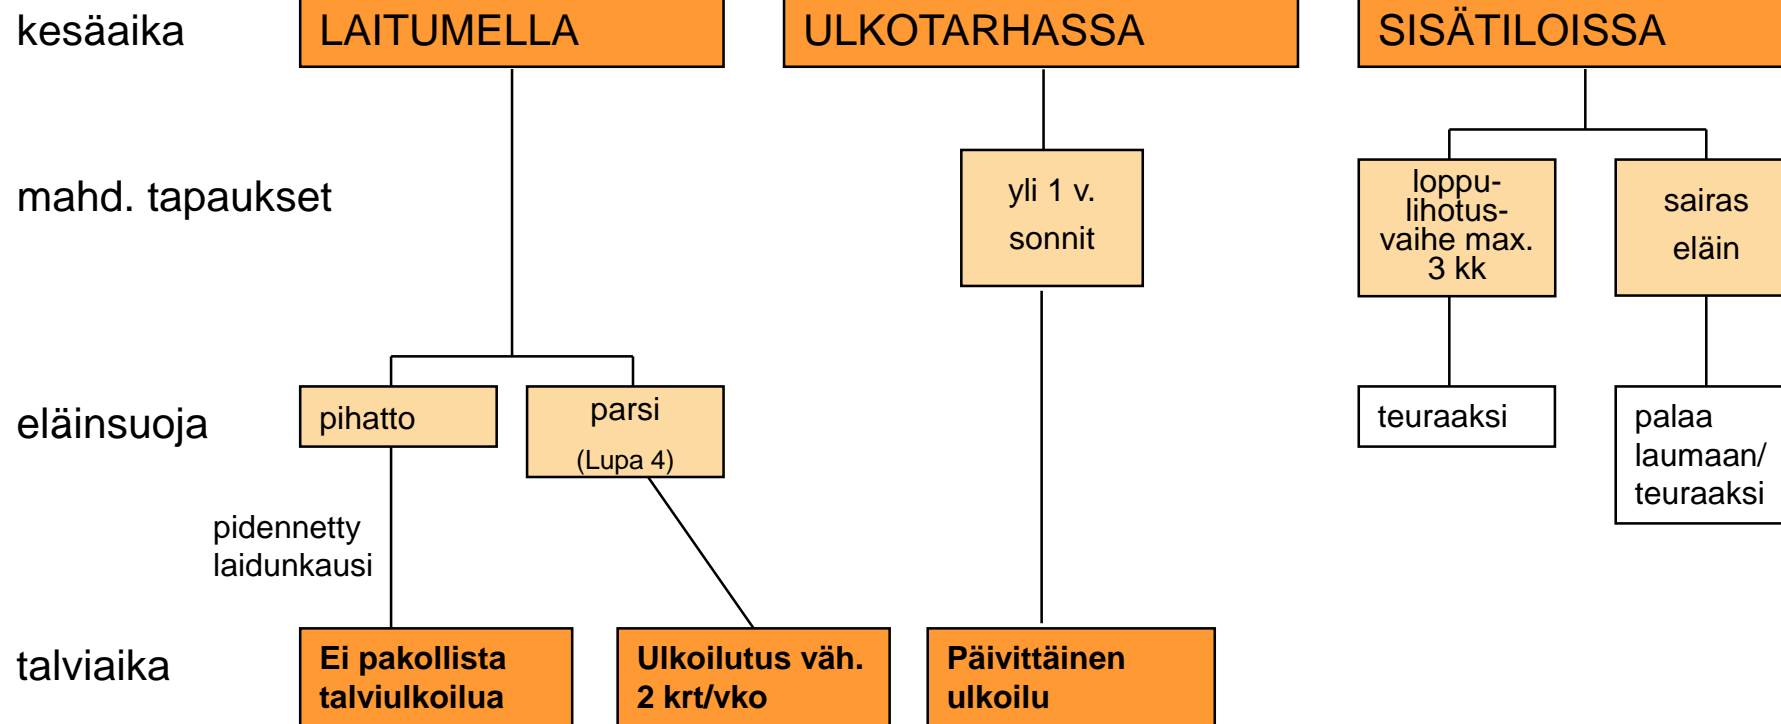 kesäaika
LAITUMELLA
ULKOTARHASSA
SISÄTILOISSA
mahd. tapaukset
yli 1 v.
sonnit
loppu-
lihotus-
vaihe max.
3 kk
sairas
eläin
eläinsuoja
pihatto
parsi
(Lupa 4)
teuraaksi
palaa
laumaan/
teuraaksi
pidennetty
laidunkausi
talviaika
Ei pakollista
talviulkoilua
Ulkoilutus väh.
2 krt/vko
Päivittäinen
ulkoilu